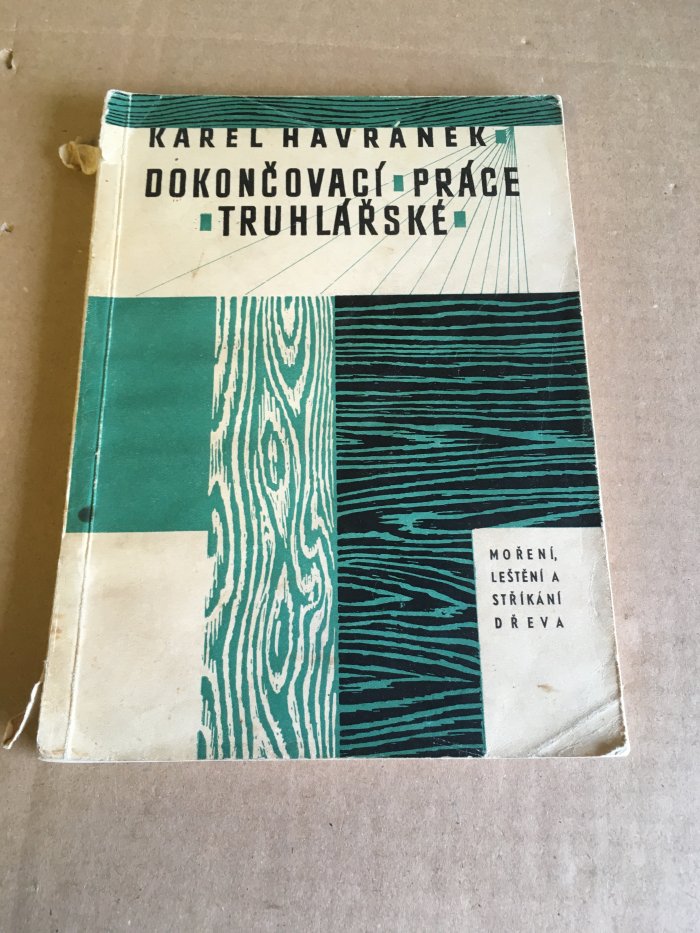 KAREL HAVRÁNEK
DOKONČOVACÍ PRÁCE
TRUHLÁŘSKÉ
MOŘENÍ,
LEŠTĚNÍ A
STŘÍKÁNÍ
DŘEVA